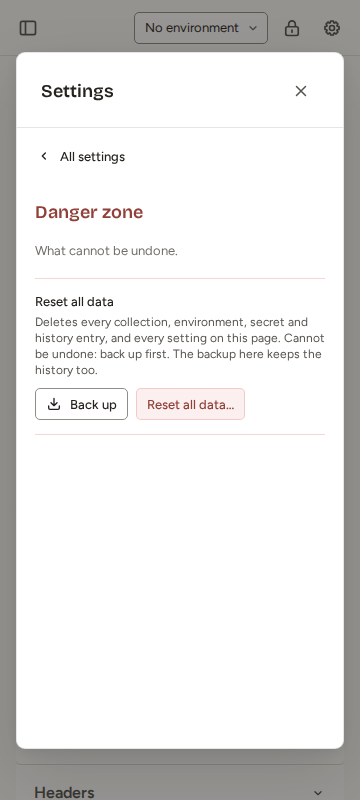 No environment
Settings
All settings
Danger zone
What cannot be undone.
Reset all data
Deletes every collection, environment, secret and
history entry, and every setting on this page. Cannot
be undone: back up first. The backup here keeps the
history too.
Back up
Reset all data...
Headers